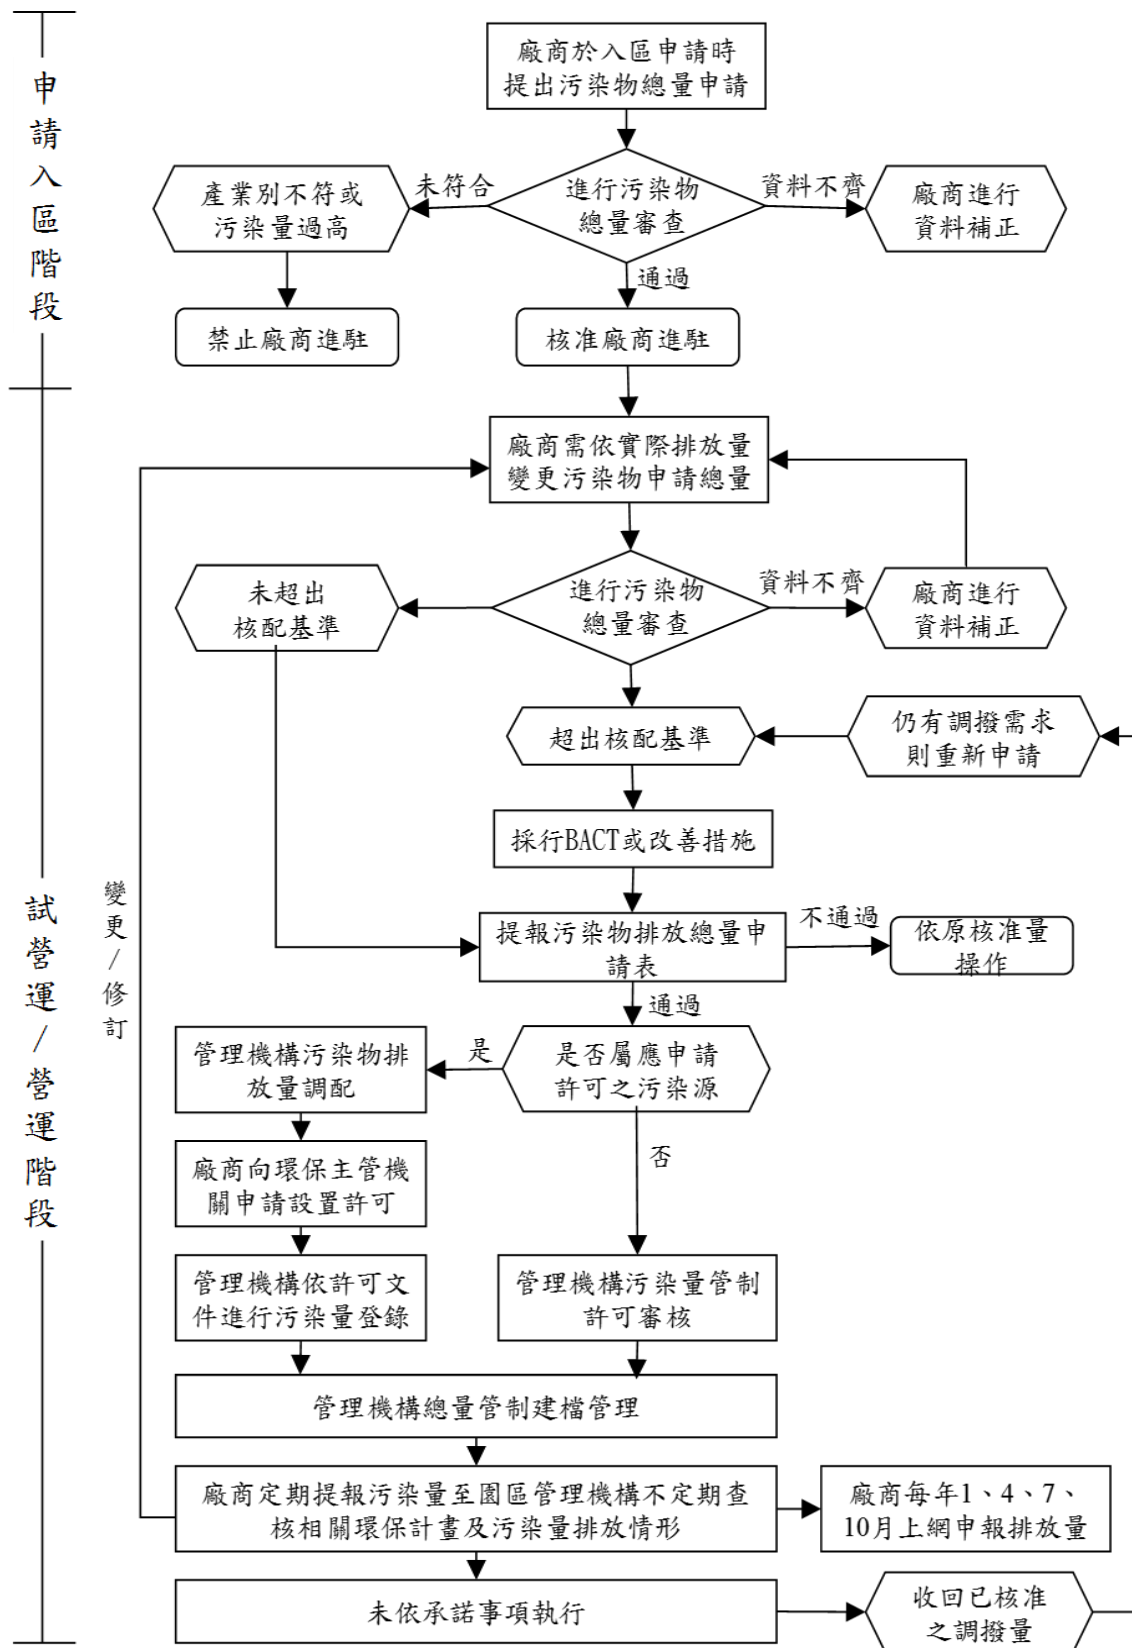 申請入區階段
廠商於入區申請時
提出污染物總量申請
產業別不符或
污染量過高
未符合
進行污染物
總量審查
資料不齊
廠商進行
資料補正
通過
禁止廠商進駐
核准廠商進駐
試營運/營運階段
廠商需依實際排放量
變更污染物申請總量
未超出
核配基準
進行污染物
總量審查
資料不齊
廠商進行
資料補正
超出核配基準
仍有調撥需求
則重新申請
採行BACT或改善措施
變更/修訂
提報污染物排放總量申
請表
不通過
依原核准量
操作
通過
管理機構污染物排
放量調配
是
是否屬應申請
許可之污染源
否
廠商向環保主管機
關申請設置許可
管理機構依許可文
件進行污染量登錄
管理機構污染量管制
許可審核
管理機構總量管制建檔管理
廠商定期提報污染量至園區管理機構不定期查
核相關環保計畫及污染量排放情形
廠商每年1、4、7、
10月上網申報排放量
未依承諾事項執行
收回已核准
之調撥量